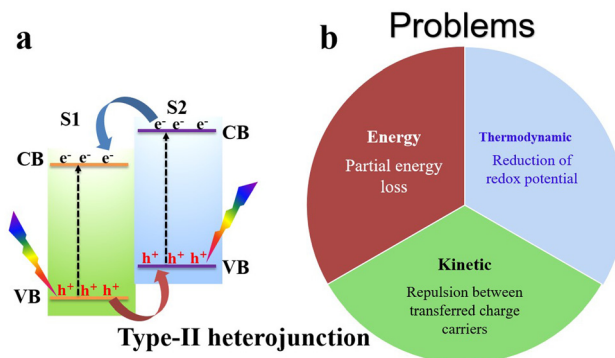 a
S1
S2
e- e- e-
CB
CB
e- e- e-
h+ h+ h+
VB
VB
h+ h+ h+
Type-II heterojunction
b
Problems
Energy
Partial energy
loss
Thermodynamic
Reduction of
redox potential
Kinetic
Repulsion between
transferred charge
carriers